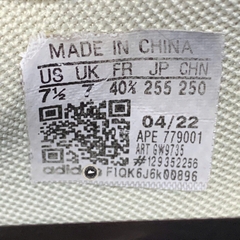 MADE IN CHINA
US UK FR JP CHN
7½ 7 40⅔ 255 250
04/22
APE 779001
ART GW9735
#129352256
adidas F1QK6J6K00896